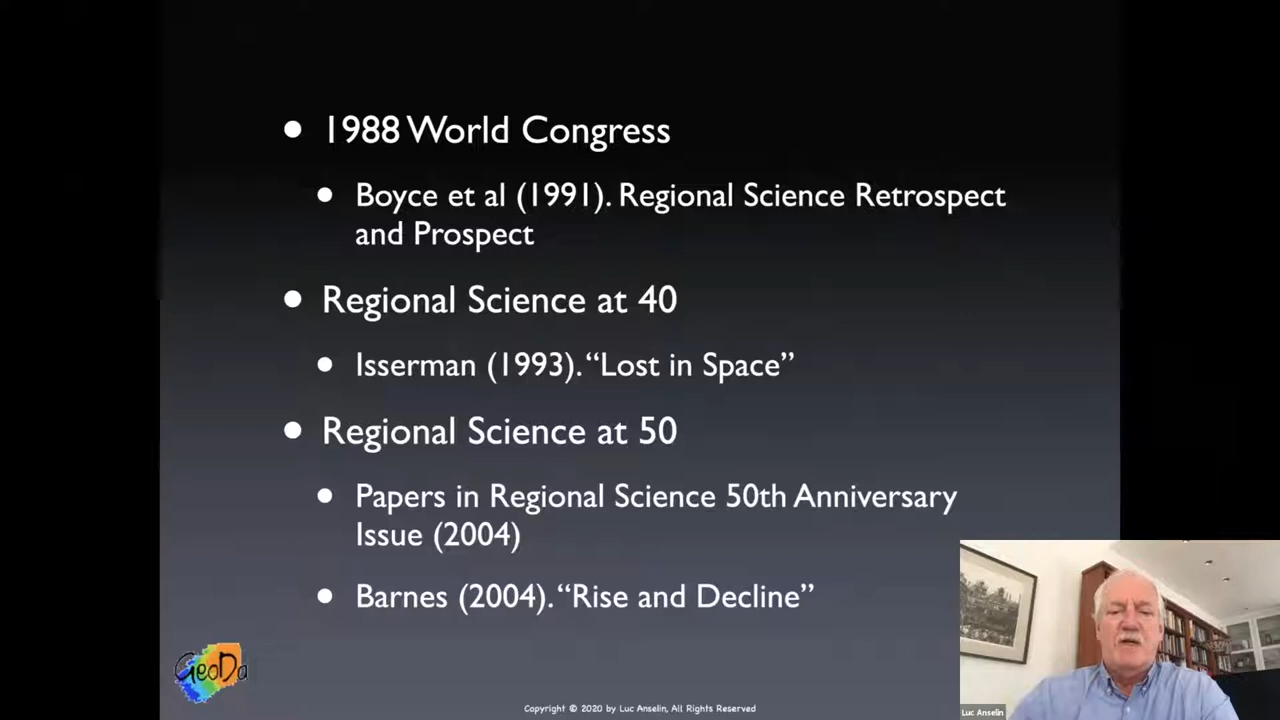 • 1988 World Congress
• Boyce et al (1991). Regional Science Retrospect
and Prospect
• Regional Science at 40
• Isserman (1993). “Lost in Space”
• Regional Science at 50
• Papers in Regional Science 50th Anniversary
Issue (2004)
• Barnes (2004). “Rise and Decline”
GeoDa
Copyright © 2020 by Luc Anselin, All Rights Reserved
Luc Anselin